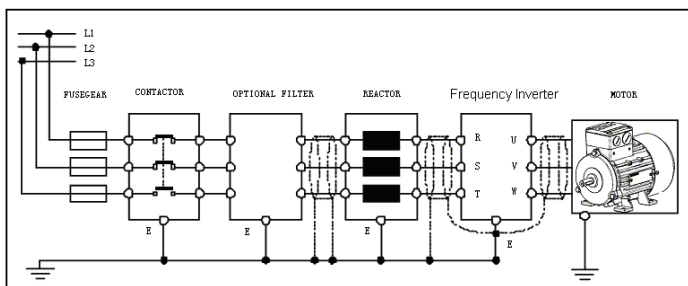 L1
L2
L3
FUSEGEAR CONTACTOR OPTIONAL FILTER REACTOR Frequency Inverter MOTOR
R U
S V
T W
E E E E